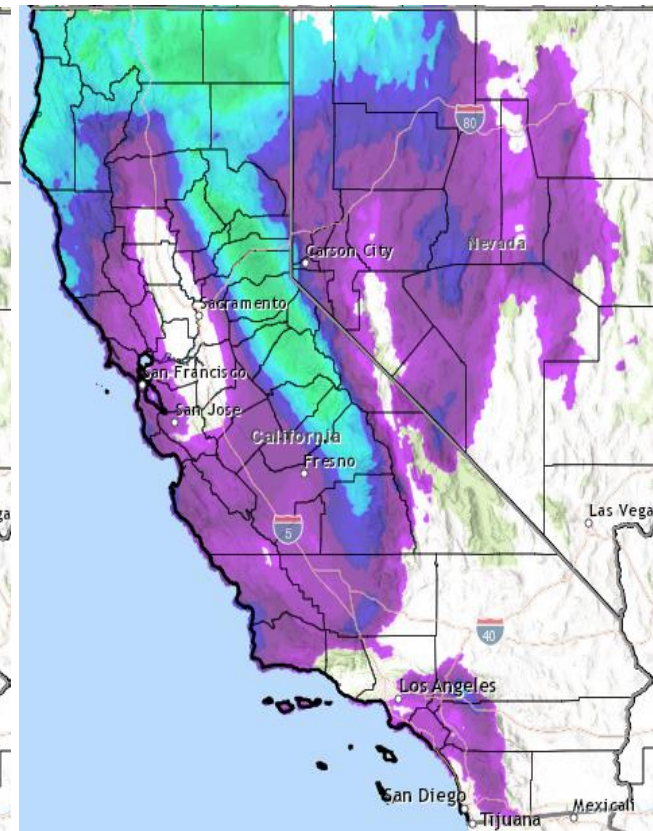 80
Carson City
Nevada
Sacramento
San Francisco
San Jose
California
Fresno
5
Las Vega
40
Los Angeles
San Diego
Tijuana
Mexicali